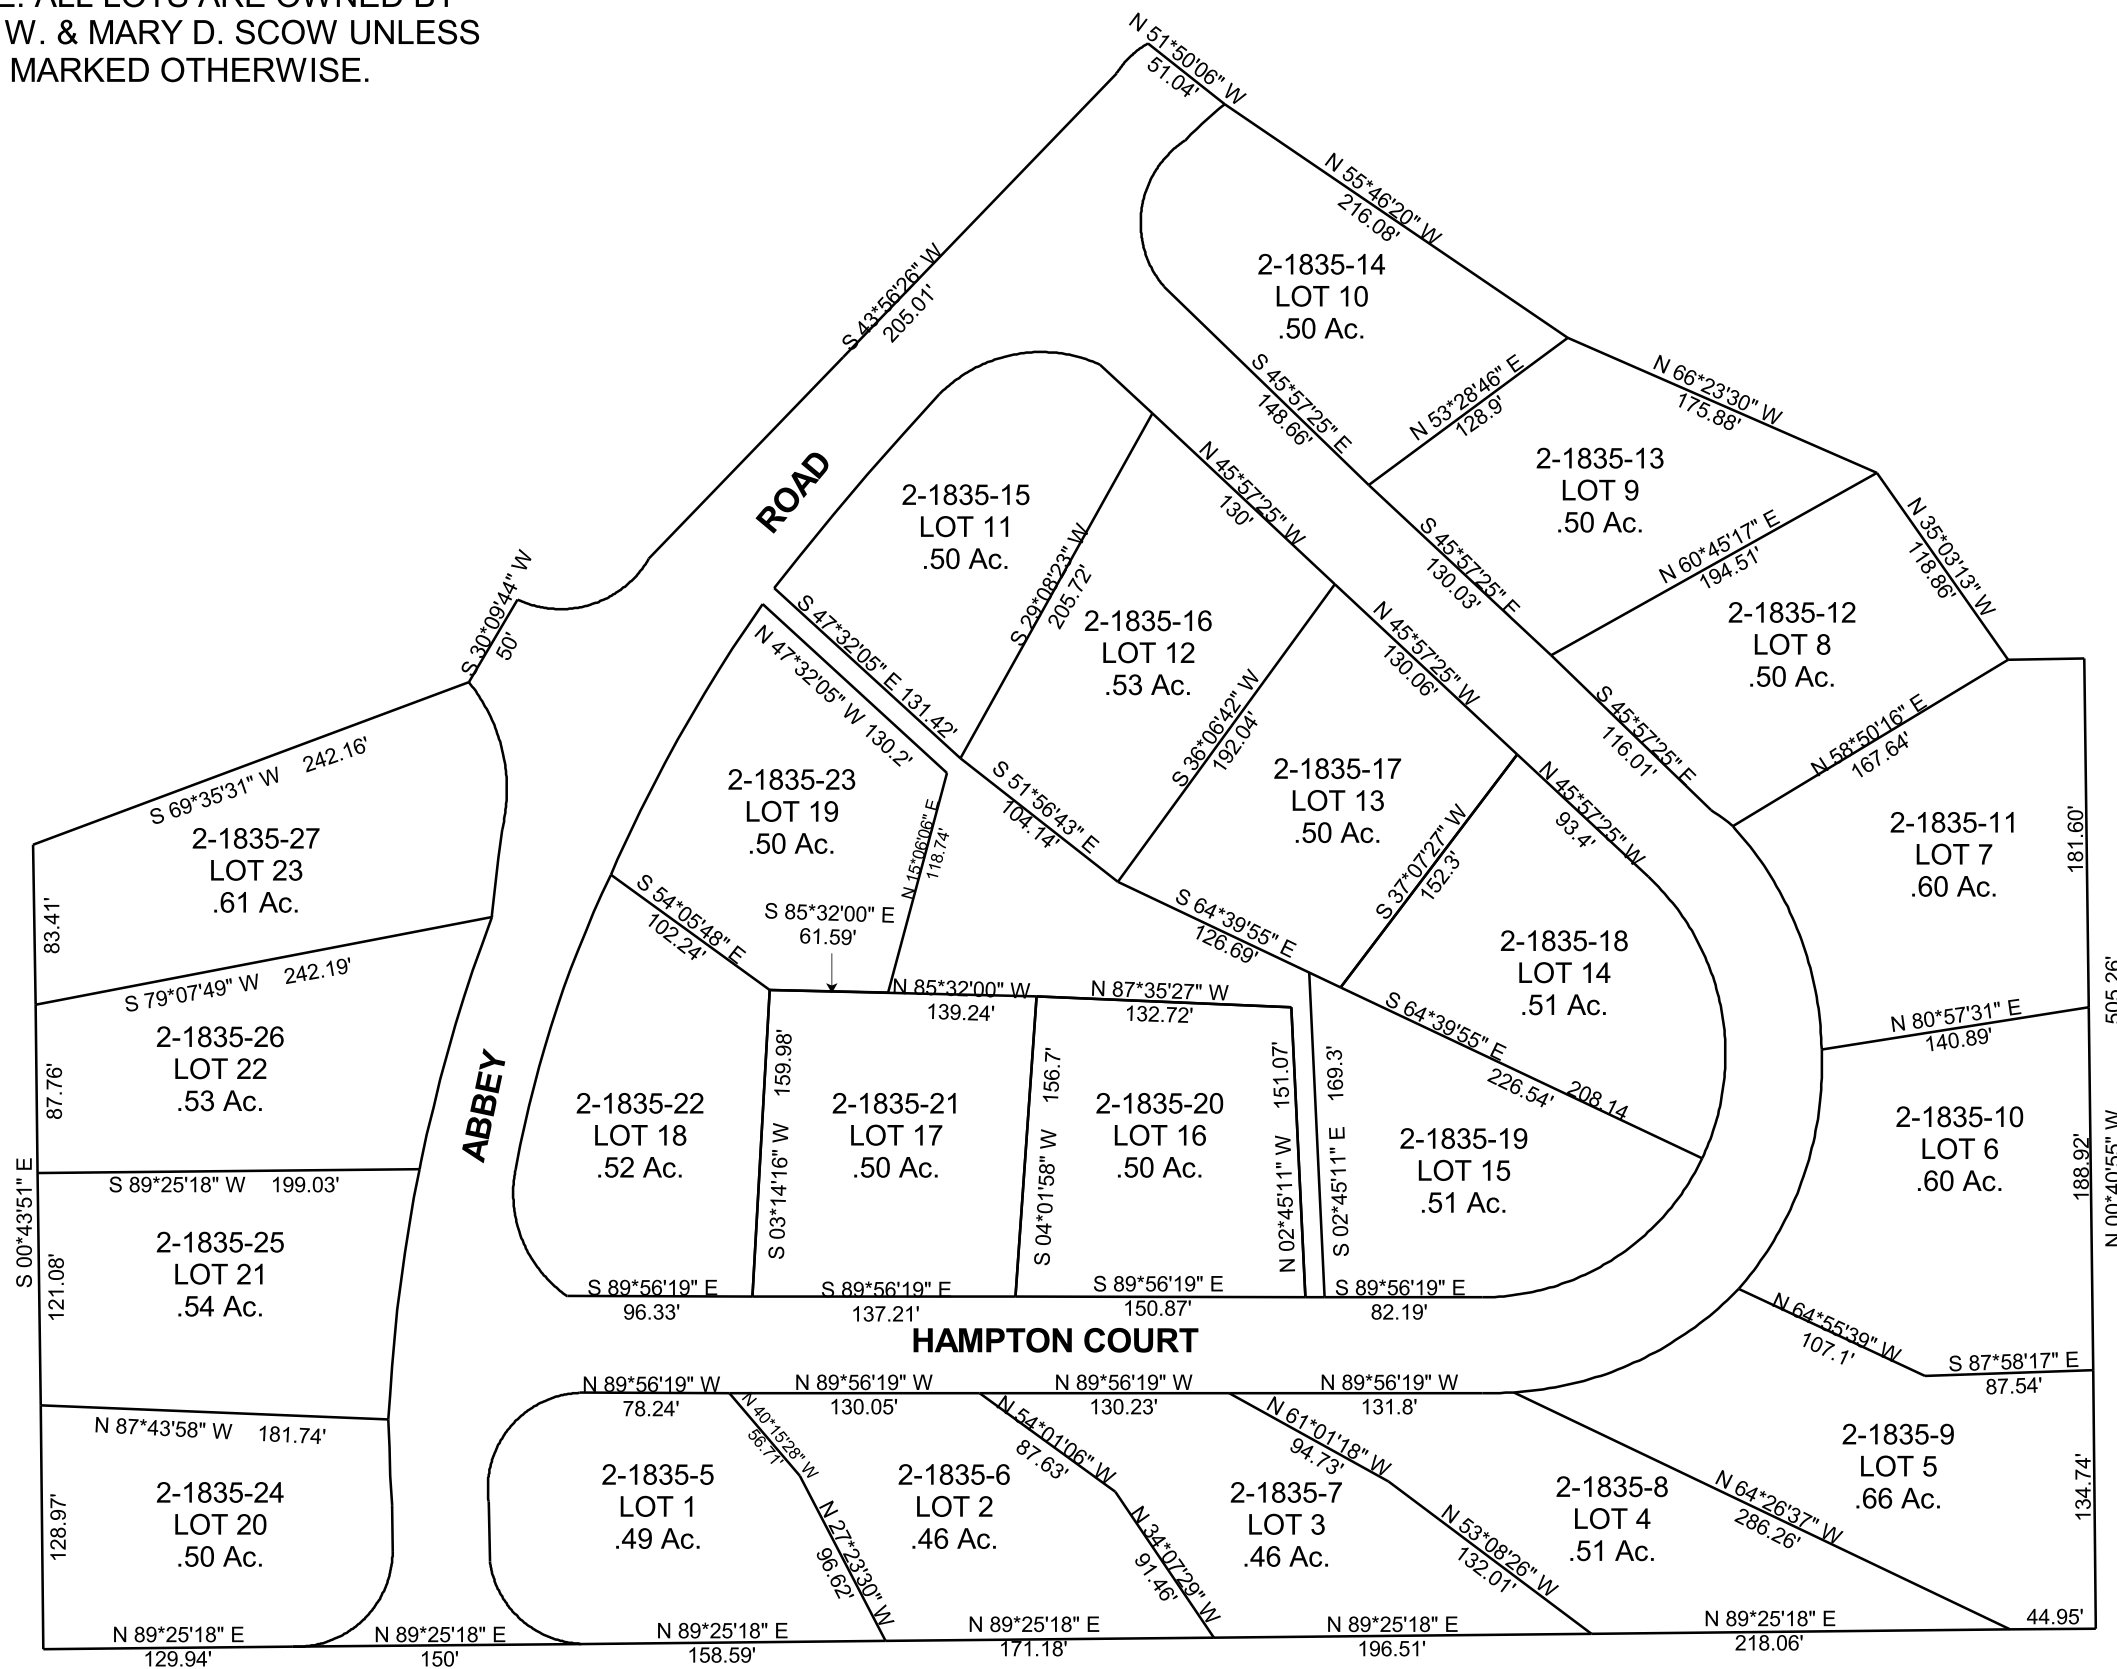 E: ALL LOTS ARE OWNED BY
W. & MARY D. SCOW UNLESS
MARKED OTHERWISE.
N 51*50'06" W
51.04'
N 55*46'20" W
216.08'
S 43*56'26" W
205.01'
2-1835-14
LOT 10
.50 Ac.
S 45*57'25" E
148.66'
N 53*28'46" E
128.9'
N 66*23'30" W
175.88'
2-1835-13
LOT 9
.50 Ac.
N 60*45'17" E
194.51'
N 35*03'13" W
118.86'
S 45*57'25" E
130.03'
2-1835-12
LOT 8
.50 Ac.
S 45*57'25" E
116.01'
N 58*50'16" E
167.64'
ROAD
2-1835-15
LOT 11
.50 Ac.
S 29*08'23" W
205.72'
N 45*57'25" W
130'
2-1835-16
LOT 12
.53 Ac.
S 36*06'42" W
192.04'
N 45*57'25" W
130.06'
2-1835-17
LOT 13
.50 Ac.
S 37*07'27" W
152.3'
N 45*57'25" W
93.4'
S 30*09'44" W
50'
S 47*32'05" E 131.42'
N 47*32'05" W 130.2'
S 51*56'43" E
104.14'
S 64*39'55" E
126.69'
2-1835-11
LOT 7
.60 Ac.
181.60'
S 69*35'31" W 242.16'
2-1835-27
LOT 23
.61 Ac.
83.41'
2-1835-23
LOT 19
.50 Ac.
N 15*06'06" E
118.74'
S 54*05'48" E
102.24'
S 85*32'00" E
61.59'
N 85*32'00" W
139.24'
N 87*35'27" W
132.72'
2-1835-18
LOT 14
.51 Ac.
S 64*39'55" E
226.54'
208.14
N 80*57'31" E
140.89'
505.26'
N 00*40'55" W
S 79*07'49" W 242.19'
2-1835-26
LOT 22
.53 Ac.
87.76'
S 89*25'18" W 199.03'
ABBEY
2-1835-22
LOT 18
.52 Ac.
S 03*14'16" W 159.98'
2-1835-21
LOT 17
.50 Ac.
S 04*01'58" W 156.7'
2-1835-20
LOT 16
.50 Ac.
N 02*45'11" W 151.07'
S 02*45'11" E 169.3'
2-1835-19
LOT 15
.51 Ac.
2-1835-10
LOT 6
.60 Ac.
188.92'
S 00*43'51" E
2-1835-25
LOT 21
.54 Ac.
121.08'
S 89*56'19" E
96.33'
S 89*56'19" E
137.21'
S 89*56'19" E
150.87'
S 89*56'19" E
82.19'
HAMPTON COURT
N 64*55'39" W
107.1'
S 87*58'17" E
87.54'
N 87*43'58" W 181.74'
N 89*56'19" W
78.24'
N 89*56'19" W
130.05'
N 89*56'19" W
130.23'
N 89*56'19" W
131.8'
2-1835-24
LOT 20
.50 Ac.
128.97'
2-1835-5
LOT 1
.49 Ac.
N 40*15'28" W
56.71'
N 27*23'30" W
96.62'
2-1835-6
LOT 2
.46 Ac.
N 54*01'06" W
87.63'
N 34*07'29" W
91.46'
2-1835-7
LOT 3
.46 Ac.
N 61*01'18" W
94.73'
N 53*08'26" W
132.01'
2-1835-8
LOT 4
.51 Ac.
N 64*26'37" W
286.26'
2-1835-9
LOT 5
.66 Ac.
134.74'
N 89*25'18" E
129.94'
N 89*25'18" E
150'
N 89*25'18" E
158.59'
N 89*25'18" E
171.18'
N 89*25'18" E
196.51'
N 89*25'18" E
218.06'
44.95'